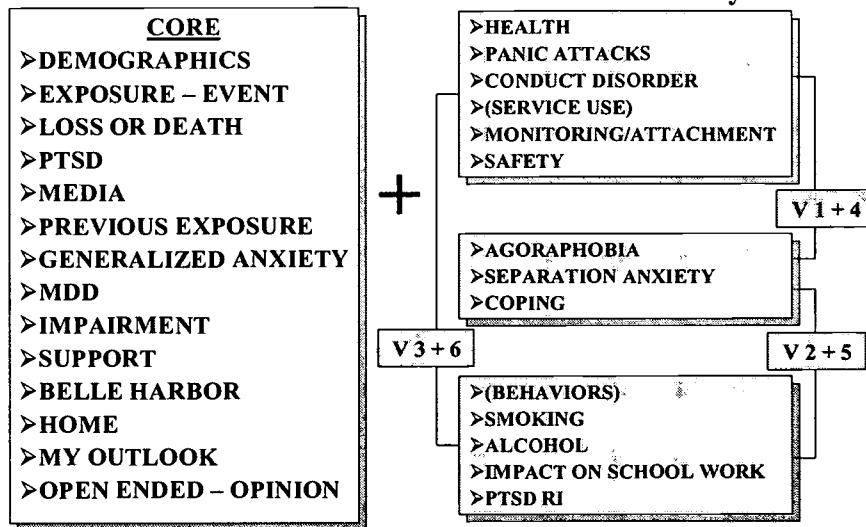 CORE
➢DEMOGRAPHICS
➢EXPOSURE – EVENT
➢LOSS OR DEATH
➢PTSD
➢MEDIA
➢PREVIOUS EXPOSURE
➢GENERALIZED ANXIETY
➢MDD
➢IMPAIRMENT
➢SUPPORT
➢BELLE HARBOR
➢HOME
➢MY OUTLOOK
➢OPEN ENDED – OPINION
+
➢HEALTH
➢PANIC ATTACKS
➢CONDUCT DISORDER
➢(SERVICE USE)
➢MONITORING/ATTACHMENT
➢SAFETY
V 1 + 4
➢AGORAPHOBIA
➢SEPARATION ANXIETY
➢COPING
V 3 + 6
V 2 + 5
➢(BEHAVIORS)
➢SMOKING
➢ALCOHOL
➢IMPACT ON SCHOOL WORK
➢PTSD RI